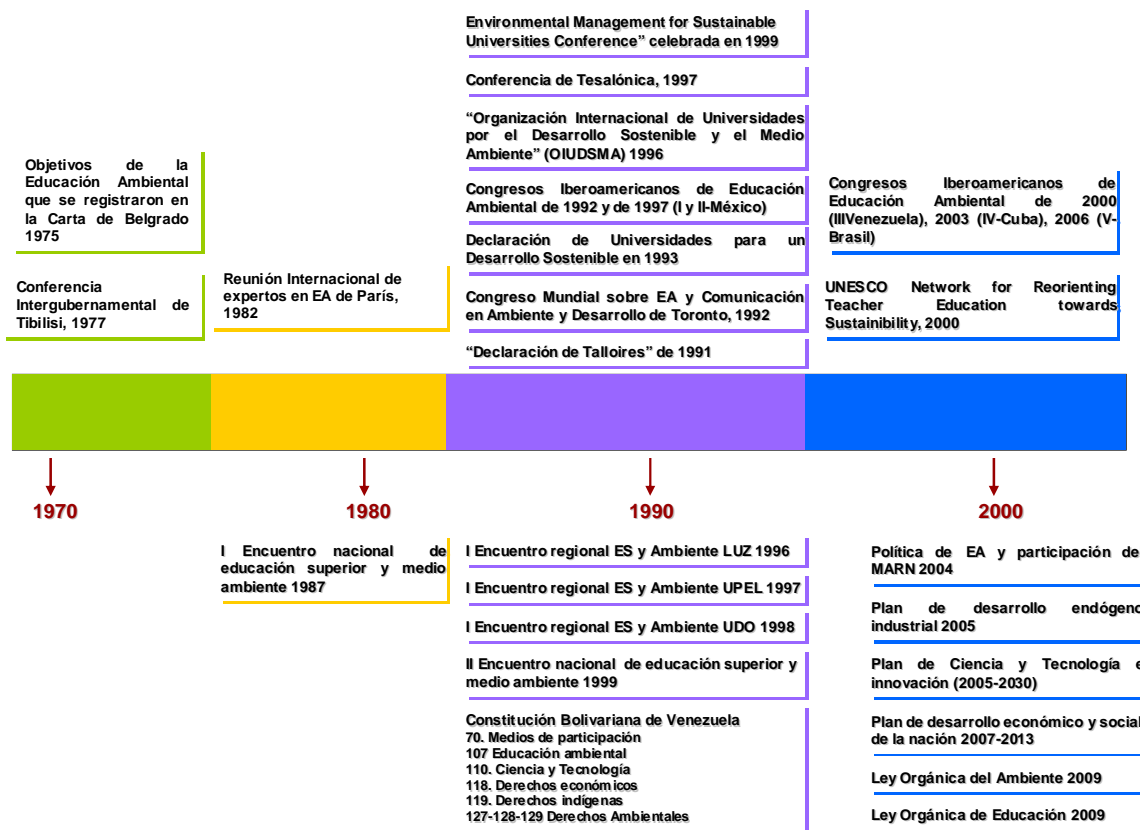 Environmental Management for Sustainable
Universities Conference” celebrada en 1999
Conferencia de Tesalónica, 1997
“Organización Internacional de Universidades
por el Desarrollo Sostenible y el Medio
Ambiente” (OIUDSMA) 1996
Congresos Iberoamericanos de Educación
Ambiental de 1992 y de 1997 (I y II-México)
Declaración de Universidades para un
Desarrollo Sostenible en 1993
Congreso Mundial sobre EA y Comunicación
en Ambiente y Desarrollo de Toronto, 1992
“Declaración de Talloires” de 1991
Objetivos de la
Educación Ambiental
que se registraron en
la Carta de Belgrado
1975
Conferencia
Intergubernamental de
Tibilisi, 1977
Reunión Internacional de
expertos en EA de París,
1982
Congresos Iberoamericanos de
Educación Ambiental de 2000
(IIIVenezuela), 2003 (IV-Cuba), 2006 (V-
Brasil)
UNESCO Network for Reorienting
Teacher Education towards
Sustainibility, 2000
1970
1980
1990
2000
I Encuentro nacional de
educación superior y medio
ambiente 1987
I Encuentro regional ES y Ambiente LUZ 1996
I Encuentro regional ES y Ambiente UPEL 1997
I Encuentro regional ES y Ambiente UDO 1998
II Encuentro nacional de educación superior y
medio ambiente 1999
Constitución Bolivariana de Venezuela
70. Medios de participación
107 Educación ambiental
110. Ciencia y Tecnología
118. Derechos económicos
119. Derechos indígenas
127-128-129 Derechos Ambientales
Política de EA y participación de
MARN 2004
Plan de desarrollo endógeno
industrial 2005
Plan de Ciencia y Tecnología e
innovación (2005-2030)
Plan de desarrollo económico y social
de la nación 2007-2013
Ley Orgánica del Ambiente 2009
Ley Orgánica de Educación 2009